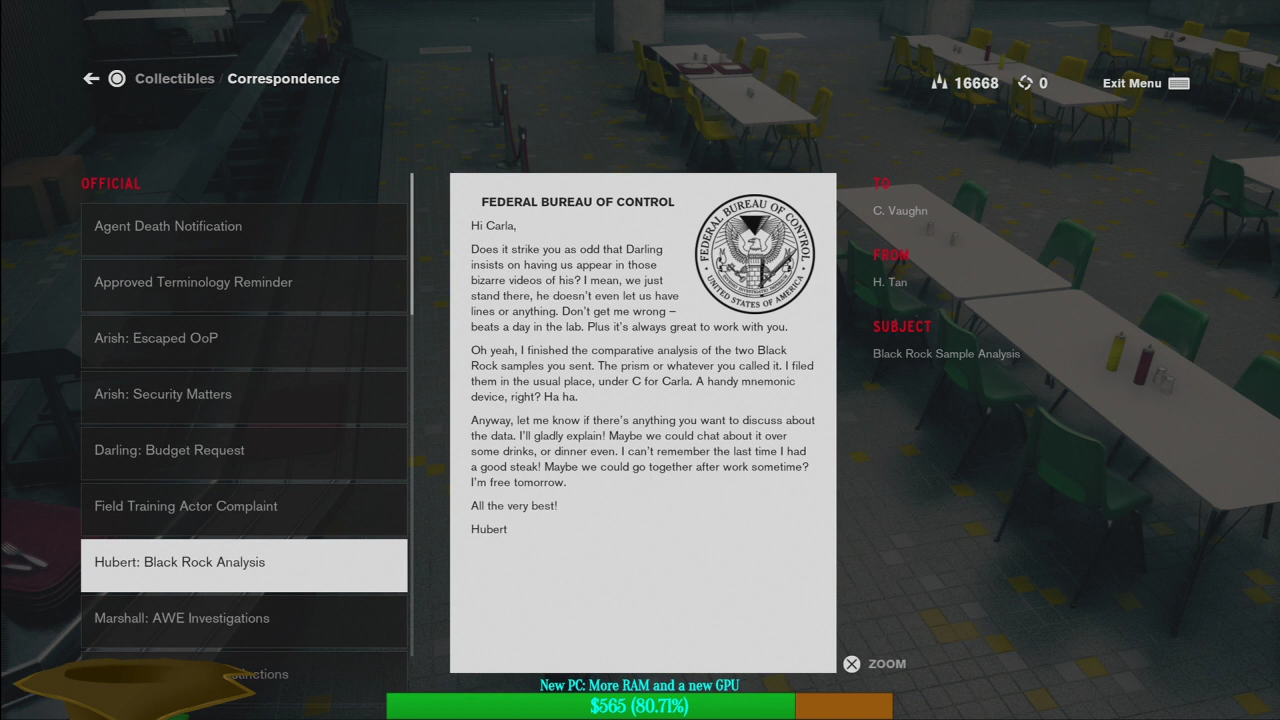 Collectibles / Correspondence
16668
0
Exit Menu
OFFICIAL
Agent Death Notification
Approved Terminology Reminder
Arish: Escaped OoP
Arish: Security Matters
Darling: Budget Request
Field Training Actor Complaint
Hubert: Black Rock Analysis
Marshall: AWE Investigations
FEDERAL BUREAU OF CONTROL
FEDERAL BUREAU OF CONTROL
UNITED STATES OF AMERICA
Hi Carla,
Does it strike you as odd that Darling
insists on having us appear in those
bizarre videos of his? I mean, we just
stand there, he doesn't even let us have
lines or anything. Don't get me wrong –
beats a day in the lab. Plus it's always great to work with you.
Oh yeah, I finished the comparative analysis of the two Black
Rock samples you sent. The prism or whatever you called it. I filed
them in the usual place, under C for Carla. A handy mnemonic
device, right? Ha ha.
Anyway, let me know if there's anything you want to discuss about
the data. I'll gladly explain! Maybe we could chat about it over
some drinks, or dinner even. I can't remember the last time I had
a good steak! Maybe we could go together after work sometime?
I'm free tomorrow.
All the very best!
Hubert
TO
C. Vaughn
FROM
H. Tan
SUBJECT
Black Rock Sample Analysis
ZOOM
New PC: More RAM and a new GPU
$565 (80.71%)